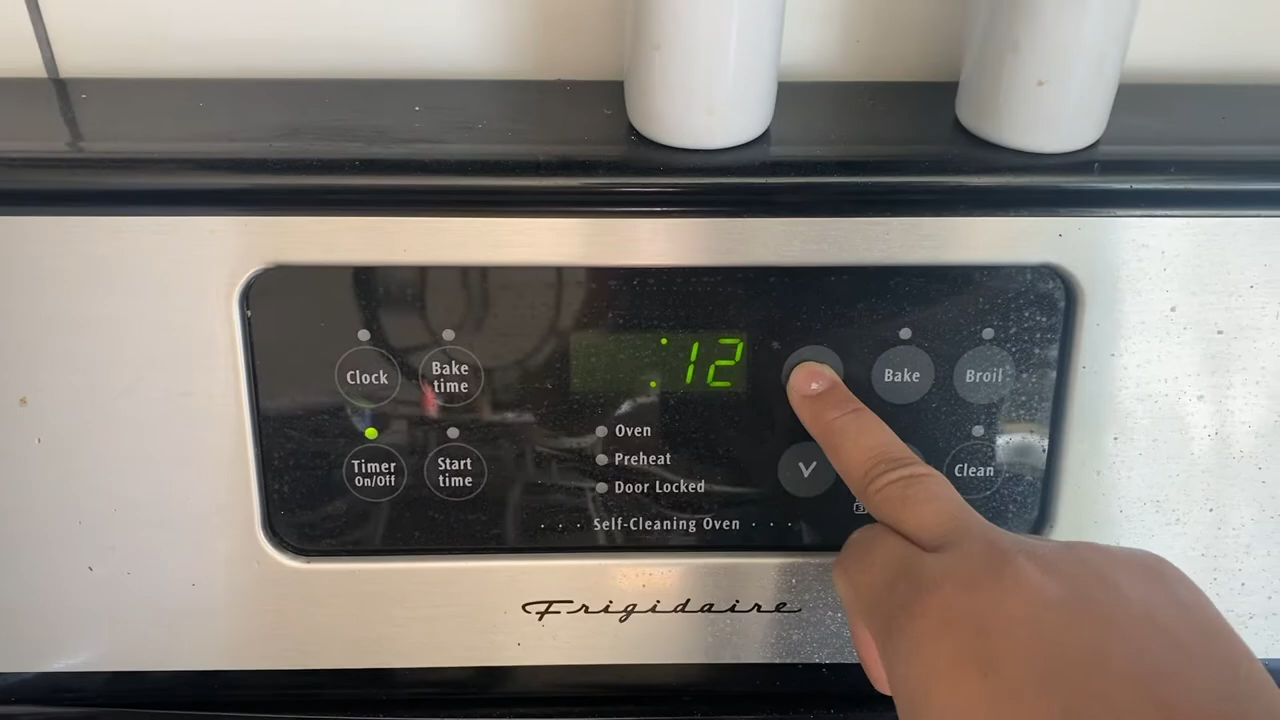 Clock
Bake
time
:12
Bake
Broil
Timer
On/Off
Start
time
Oven
Preheat
Door Locked
Clean
. . . Self-Cleaning Oven . . .
Frigidaire